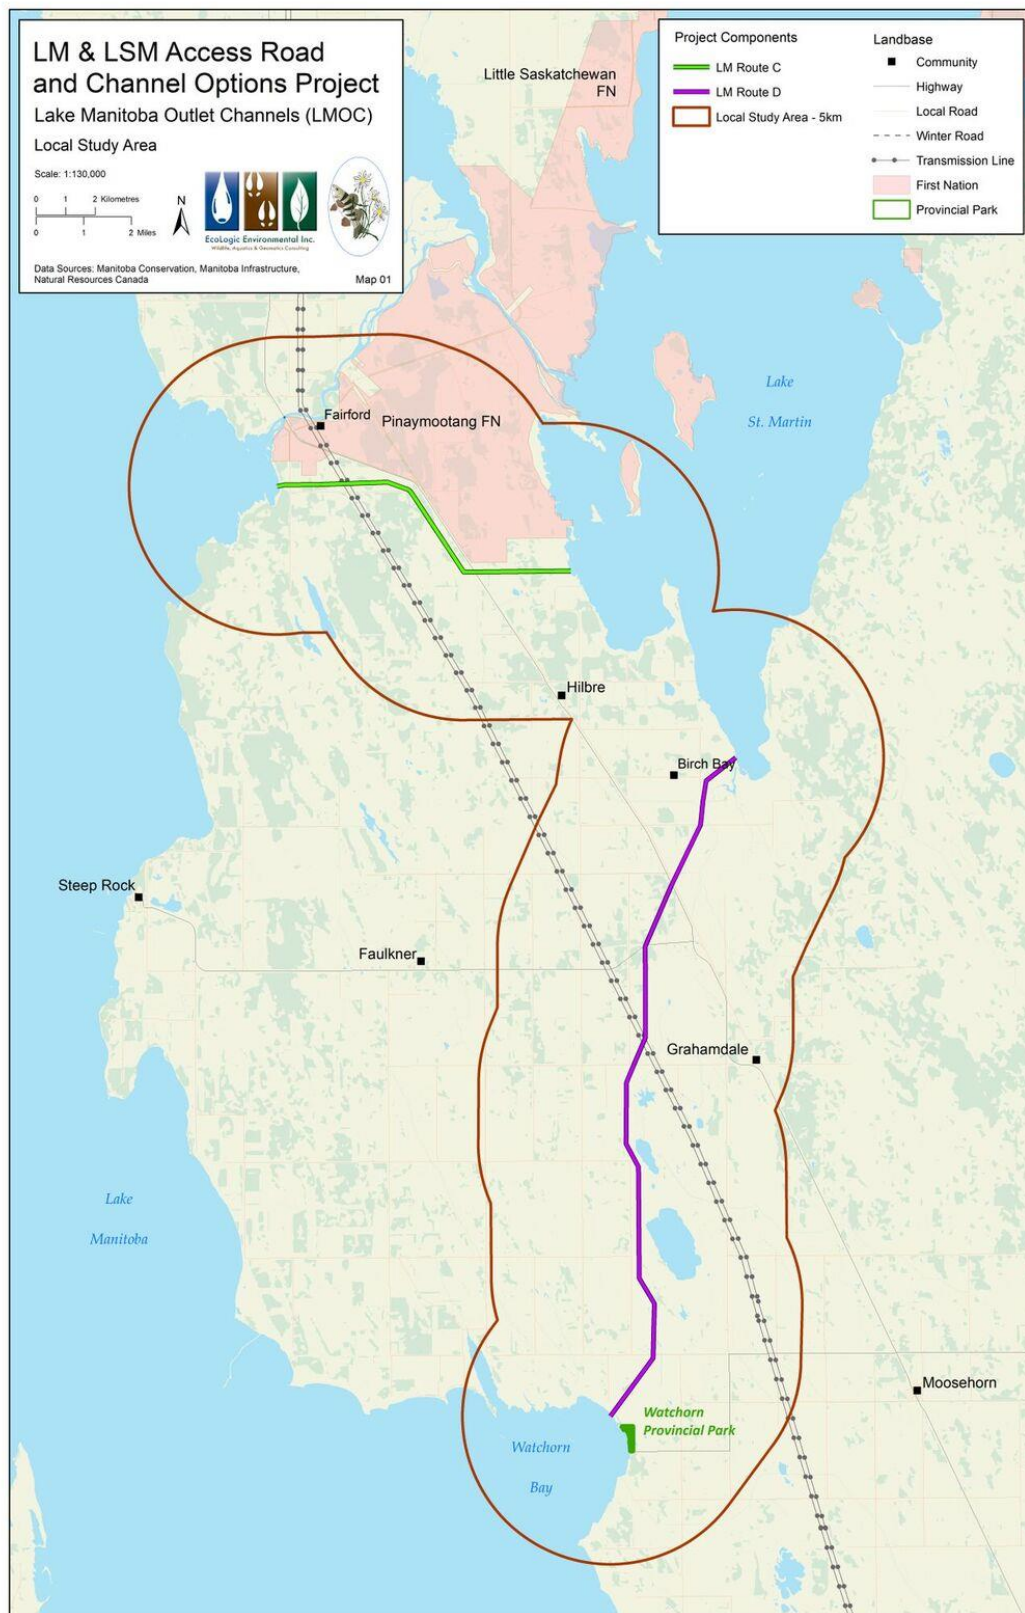 LM & LSM Access Road
and Channel Options Project
Lake Manitoba Outlet Channels (LMOC)
Local Study Area
Scale: 1:130,000
0 1 2 Kilometres
0 1 2 Miles
N
EcoLogic Environmental Inc.
Wildlife, Aquatics & Geomatics Consulting
Data Sources: Manitoba Conservation, Manitoba Infrastructure,
Natural Resources Canada
Map 01
Project Components
LM Route C
LM Route D
Local Study Area - 5km
Landbase
Community
Highway
Local Road
Winter Road
Transmission Line
First Nation
Provincial Park
Little Saskatchewan
FN
Lake
St. Martin
Fairford
Pinaymootang FN
Hilbre
Birch Bay
Steep Rock
Faulkner
Grahamdale
Lake
Manitoba
Moosehorn
Watchorn
Provincial Park
Watchorn
Bay